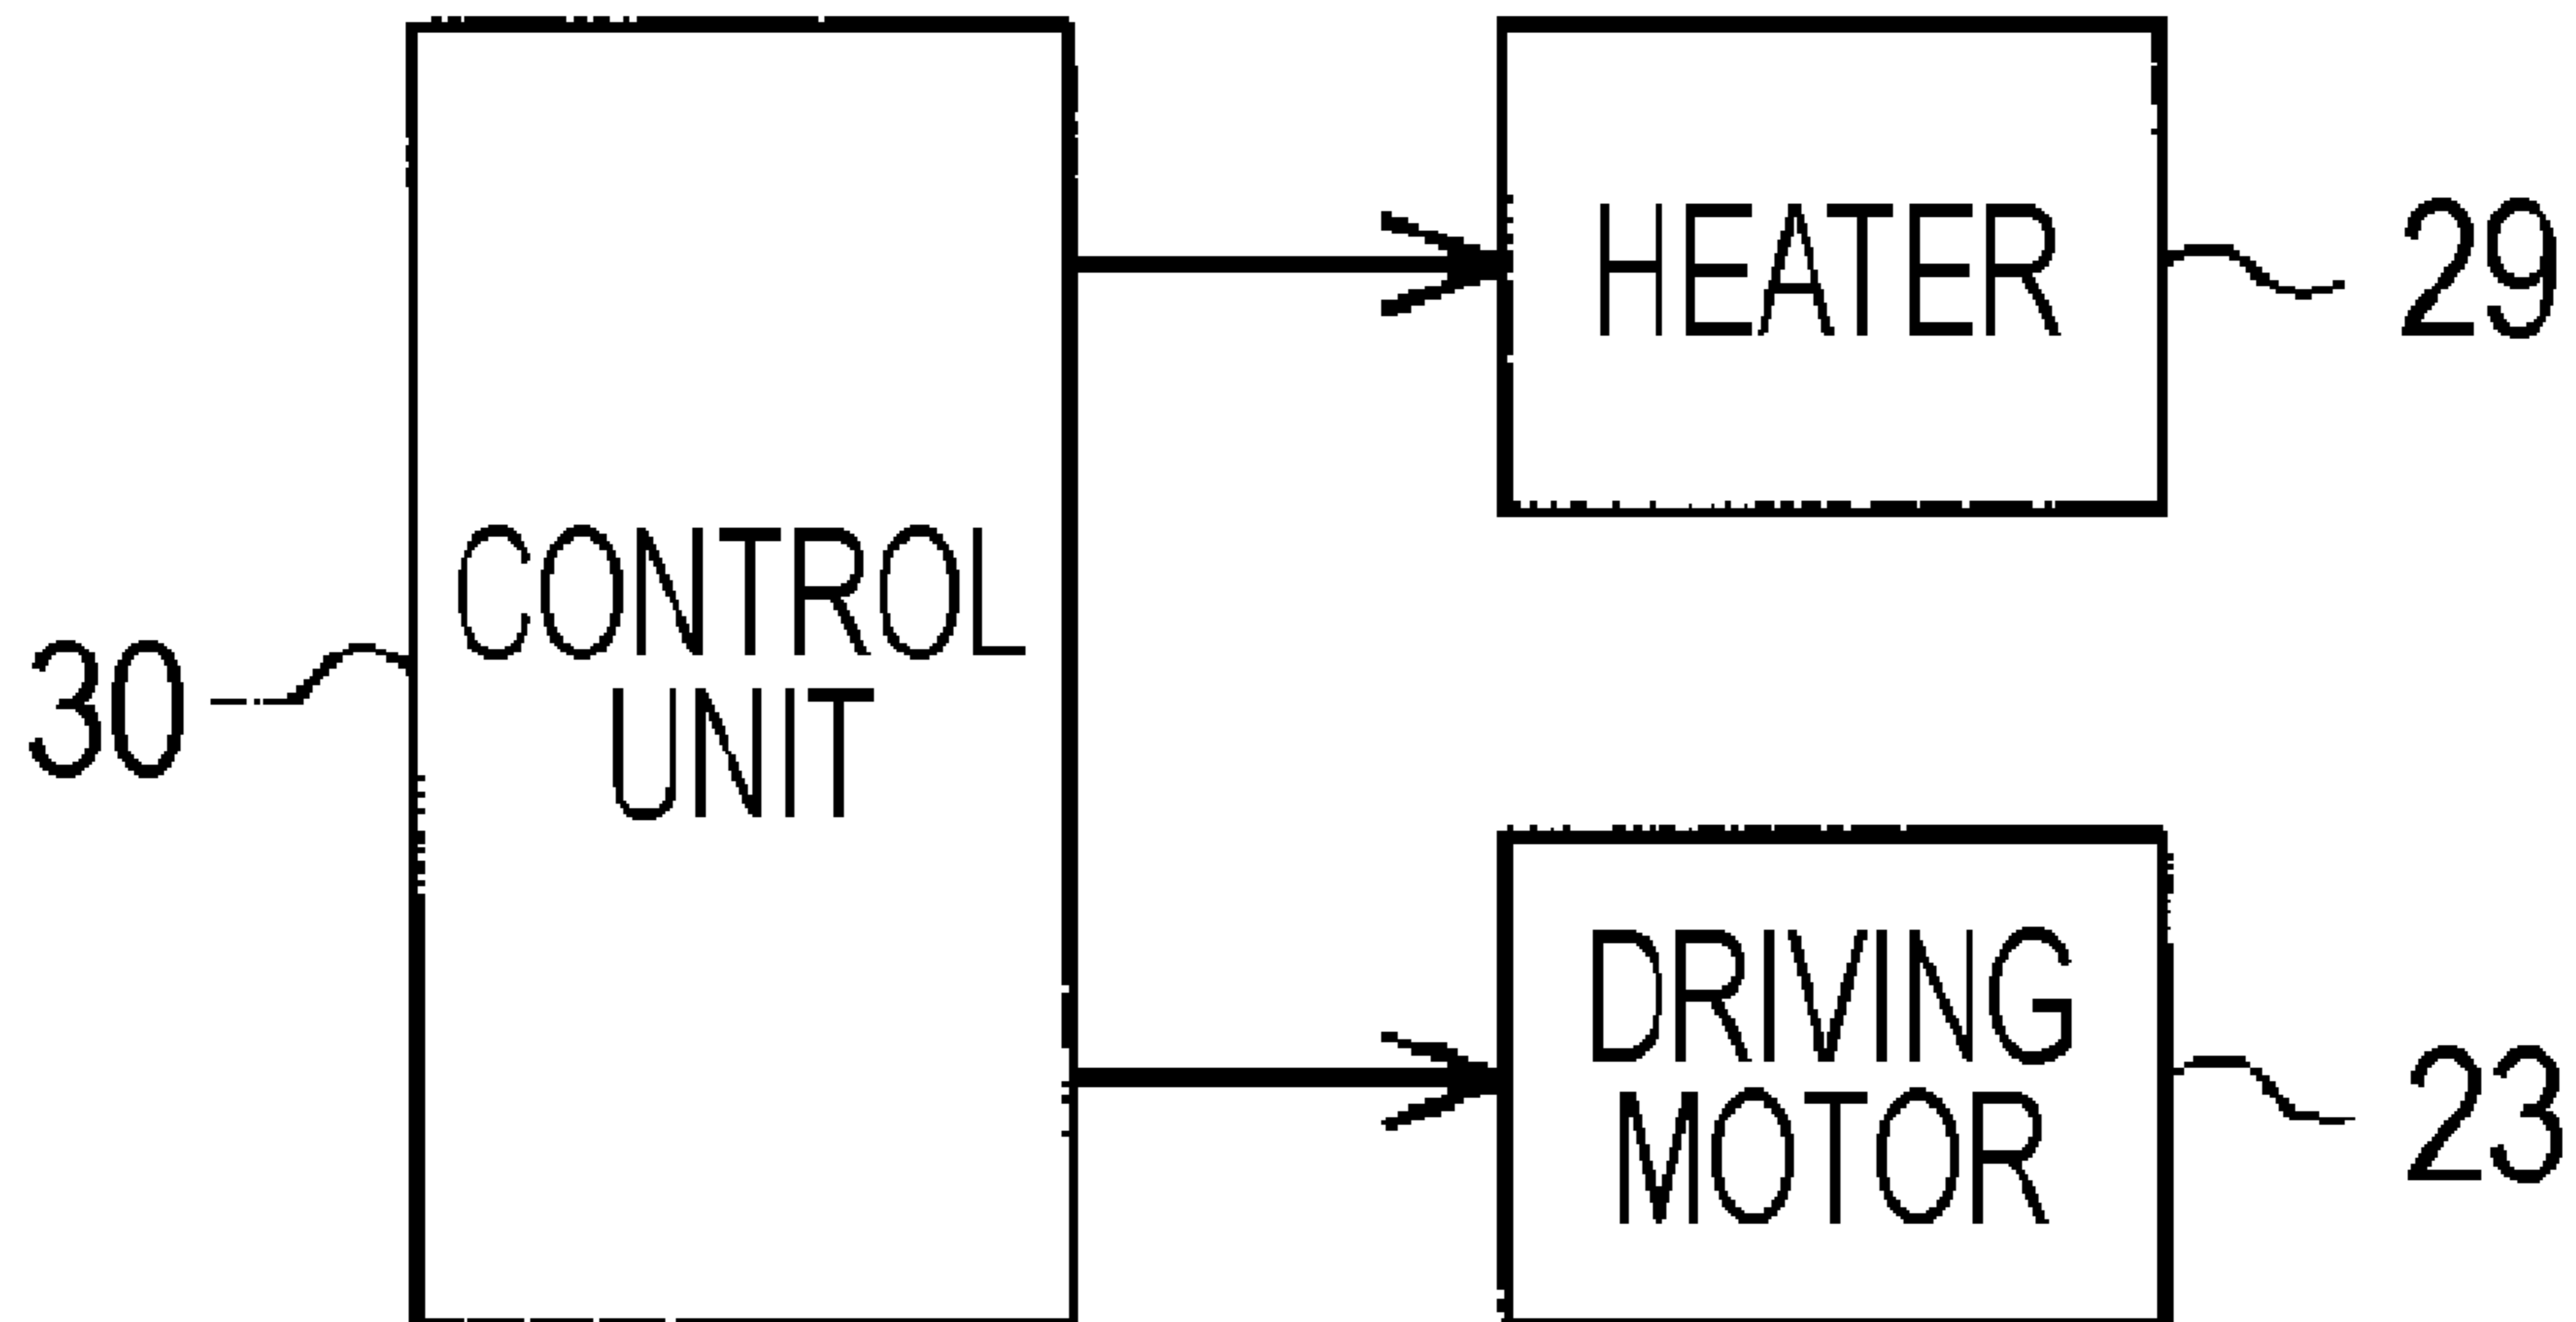 HEATER
29
CONTROL
UNIT
30
DRIVING
MOTOR
23